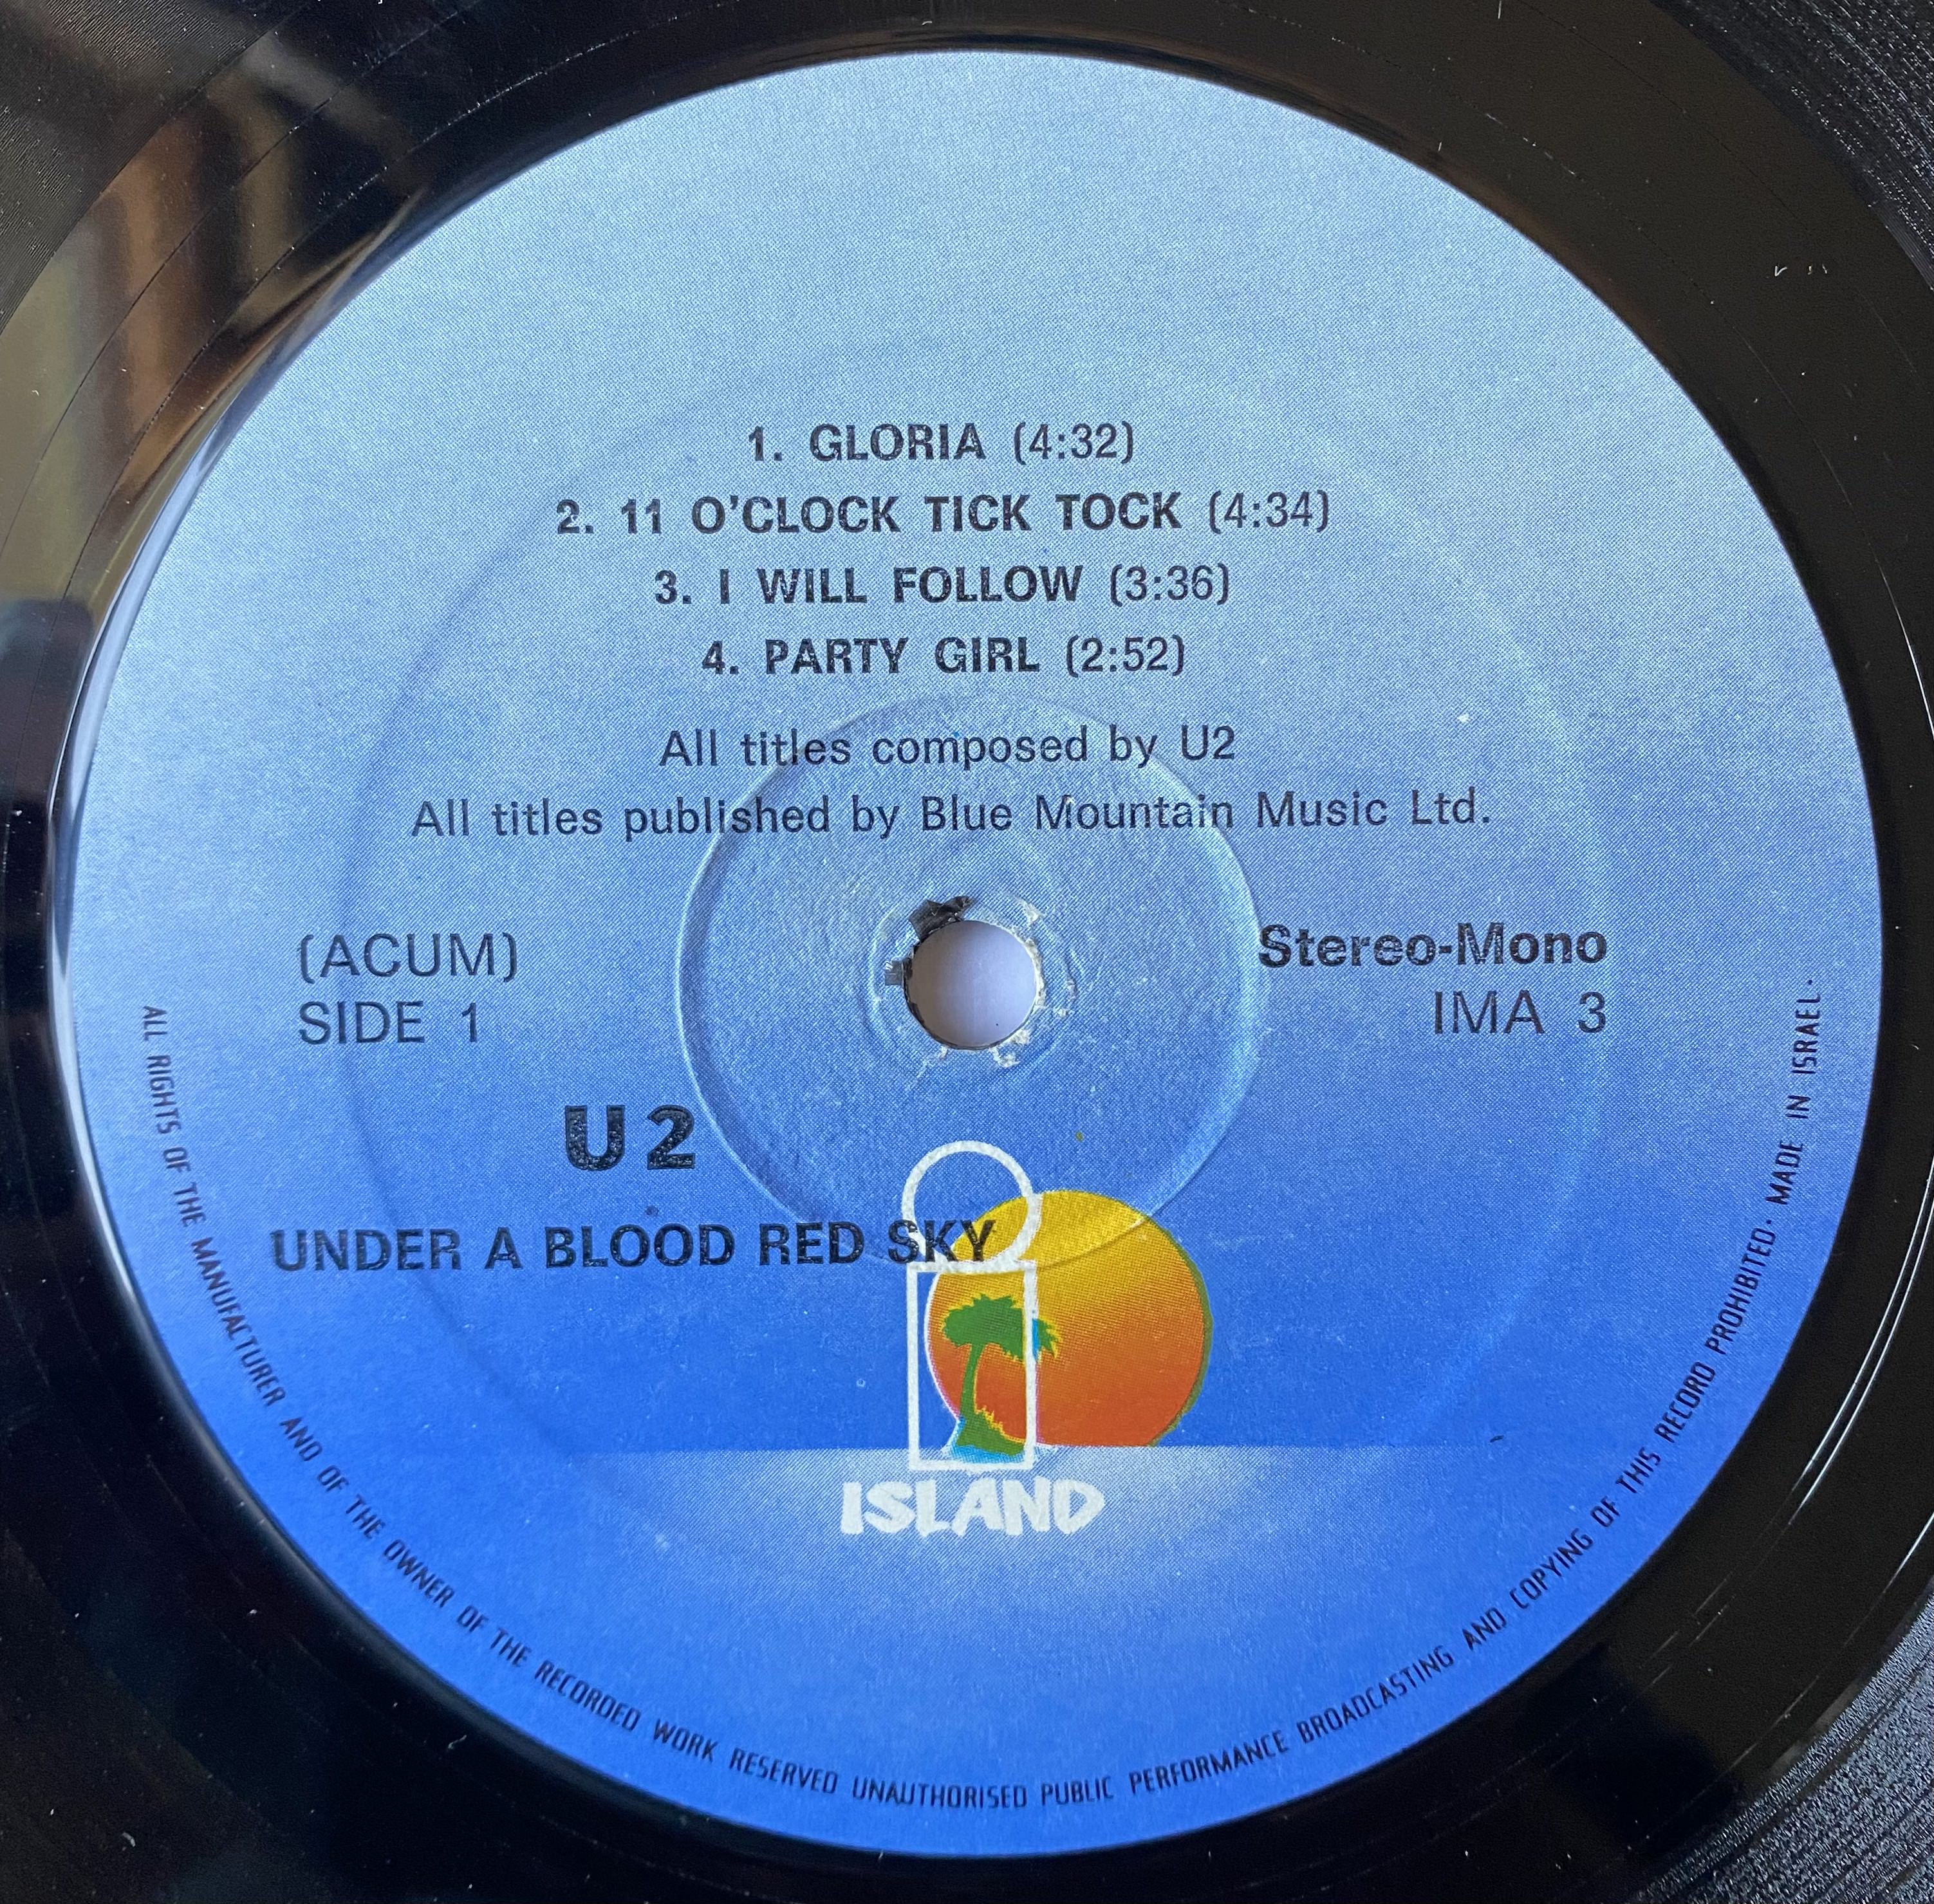 1. GLORIA (4:32)
2. 11 O'CLOCK TICK TOCK (4:34)
3. I WILL FOLLOW (3:36)
4. PARTY GIRL (2:52)
All titles composed by U2
All titles published by Blue Mountain Music Ltd.
(ACUM)
SIDE 1
Stereo-Mono
IMA 3
U2
UNDER A BLOOD RED SKY
ISLAND
ALL RIGHTS OF THE MANUFACTURER AND OF THE OWNER OF THE RECORDED WORK RESERVED UNAUTHORISED PUBLIC PERFORMANCE BROADCASTING AND COPYING OF THIS RECORD PROHIBITED· MADE IN ISRAEL·